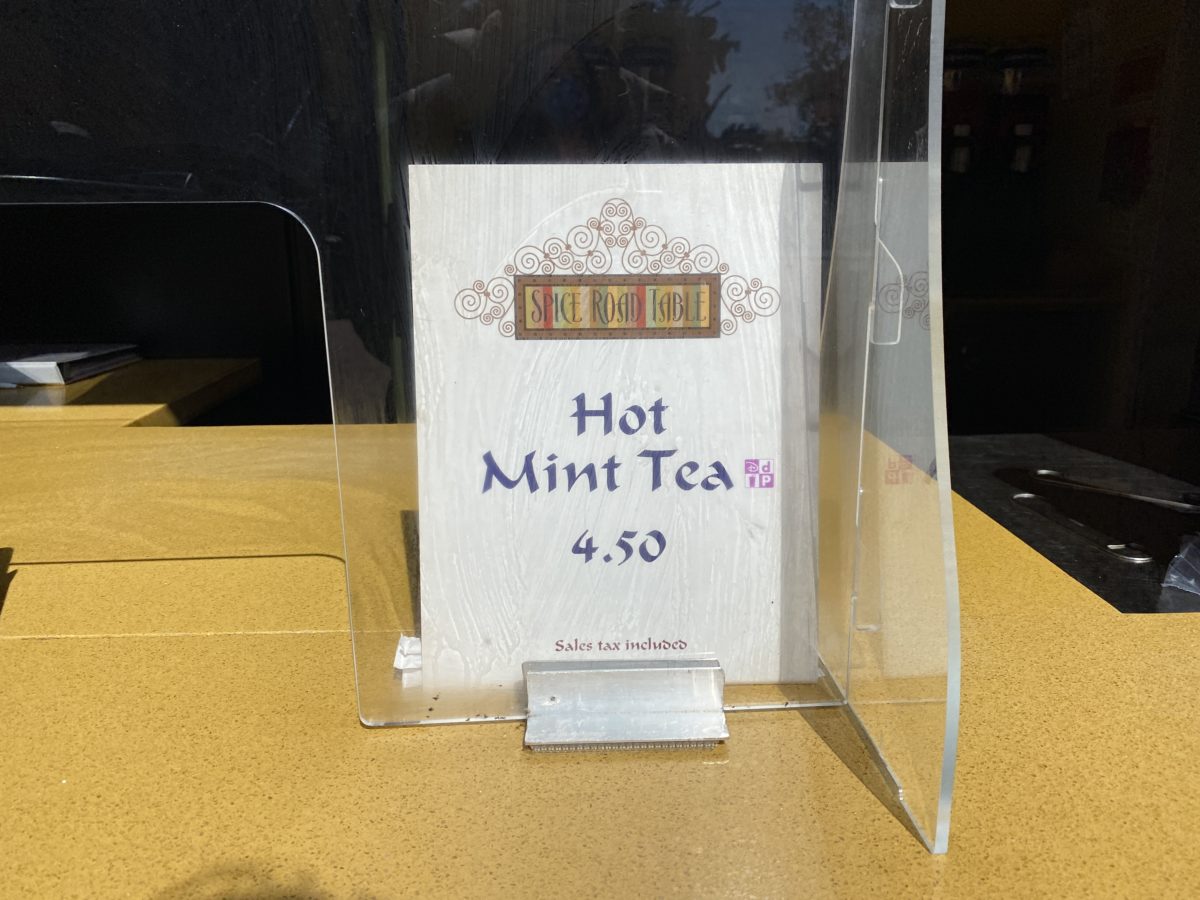 SPICE ROAD TABLE
Hot
Mint Tea
D d
P
4.50
Sales tax included